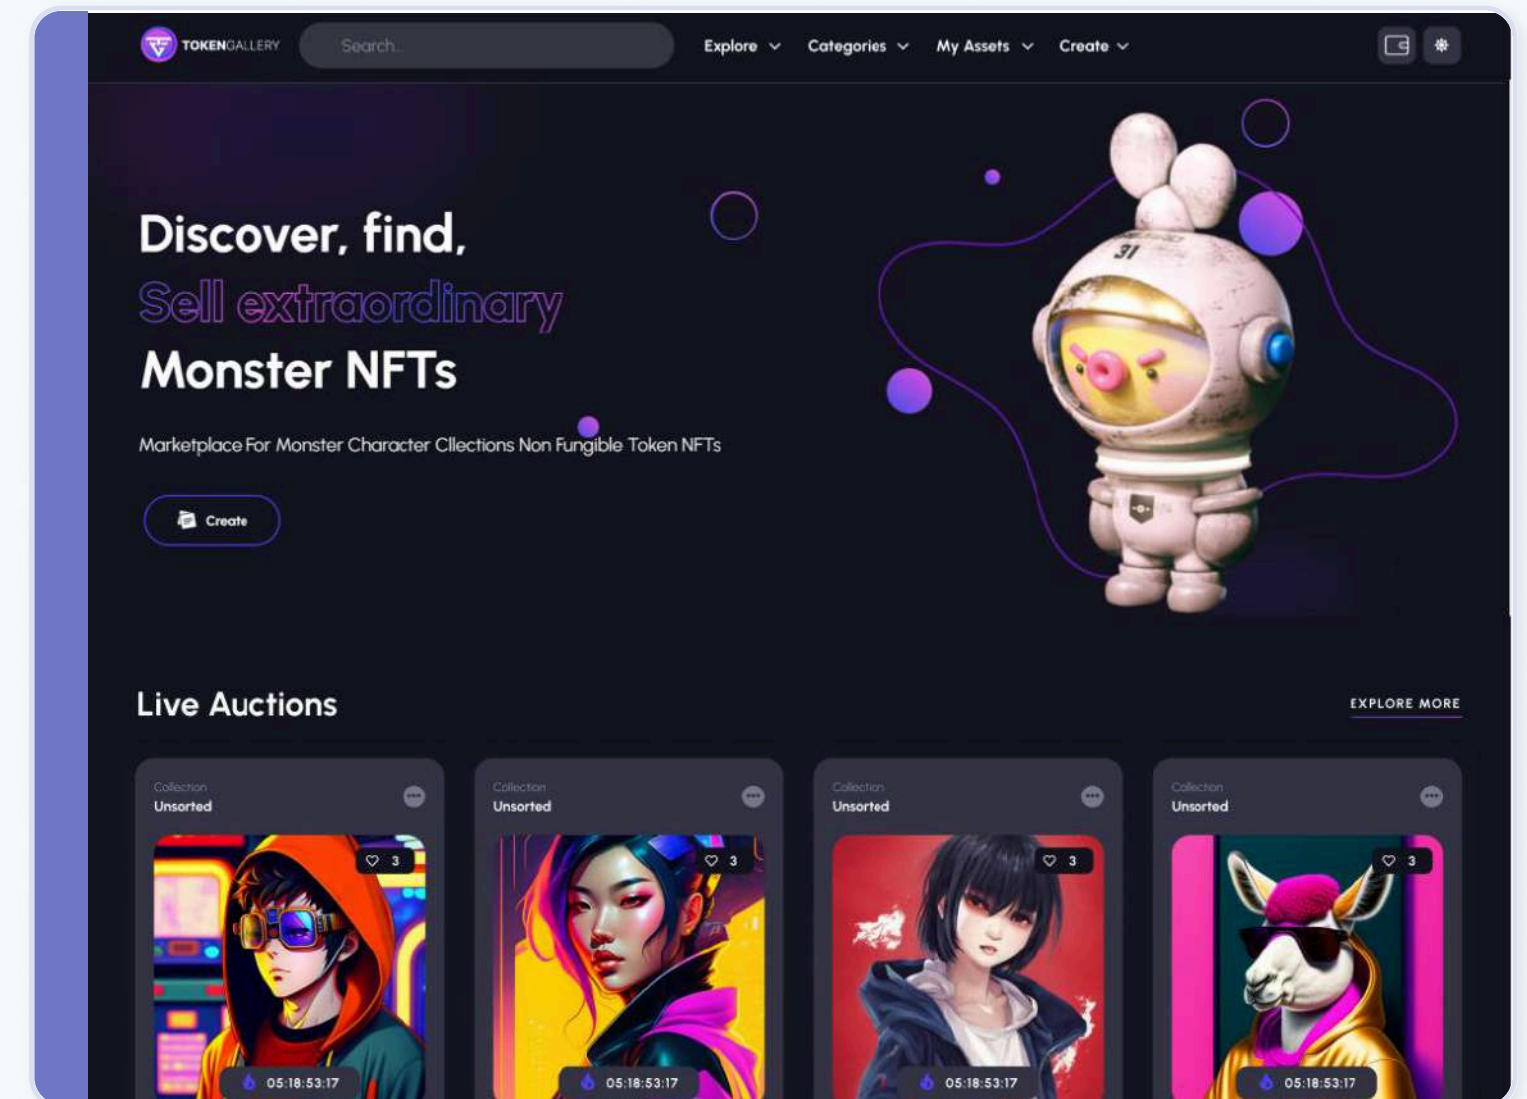 TOKENGALLERY
Search..
Explore
Categories
My Assets
Create
Discover, find,
Sell extraordinary
Monster NFTs
Marketplace For Monster Character Cllections Non Fungible Token NFTs
Create
31
Live Auctions
EXPLORE MORE
Collection
Unsorted
3
05:18:53:17
Collection
Unsorted
3
05:18:53:17
Collection
Unsorted
3
05:18:53:17
Collection
Unsorted
3
05:18:53:17